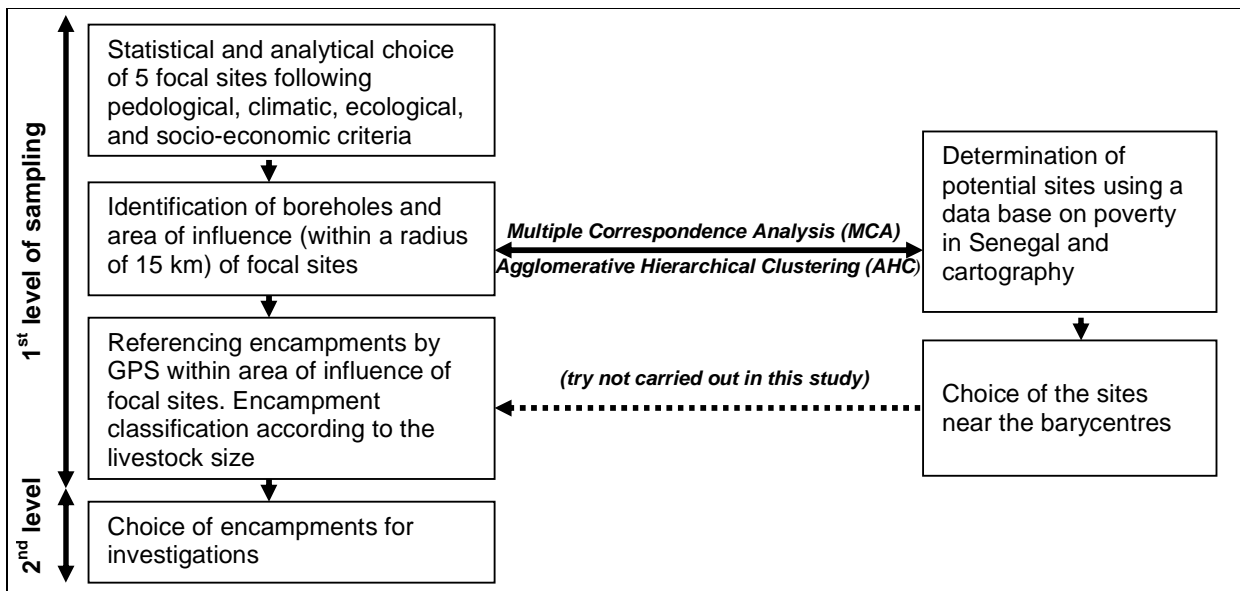 1st level of sampling
2nd level
Statistical and analytical choice
of 5 focal sites following
pedological, climatic, ecological,
and socio-economic criteria
Identification of boreholes and
area of influence (within a radius
of 15 km) of focal sites
Referencing encampments by
GPS within area of influence of
focal sites. Encampment
classification according to the
livestock size
Choice of encampments for
investigations
Multiple Correspondence Analysis (MCA)
Agglomerative Hierarchical Clustering (AHC)
(try not carried out in this study)
Determination of
potential sites using a
data base on poverty
in Senegal and
cartography
Choice of the sites
near the barycentres